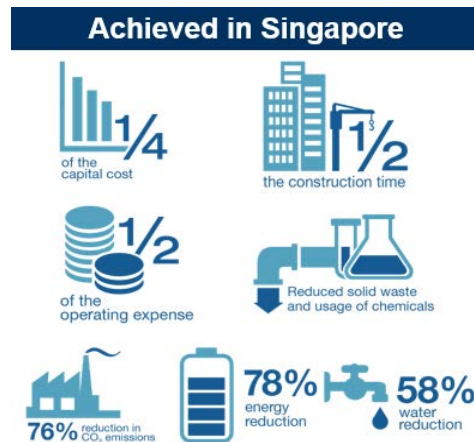 Achieved in Singapore
1/4
of the
capital cost
1/2
the construction time
1/2
of the
operating expense
Reduced solid waste
and usage of chemicals
76% reduction in
CO₂ emissions
78%
energy
reduction
58%
water
reduction